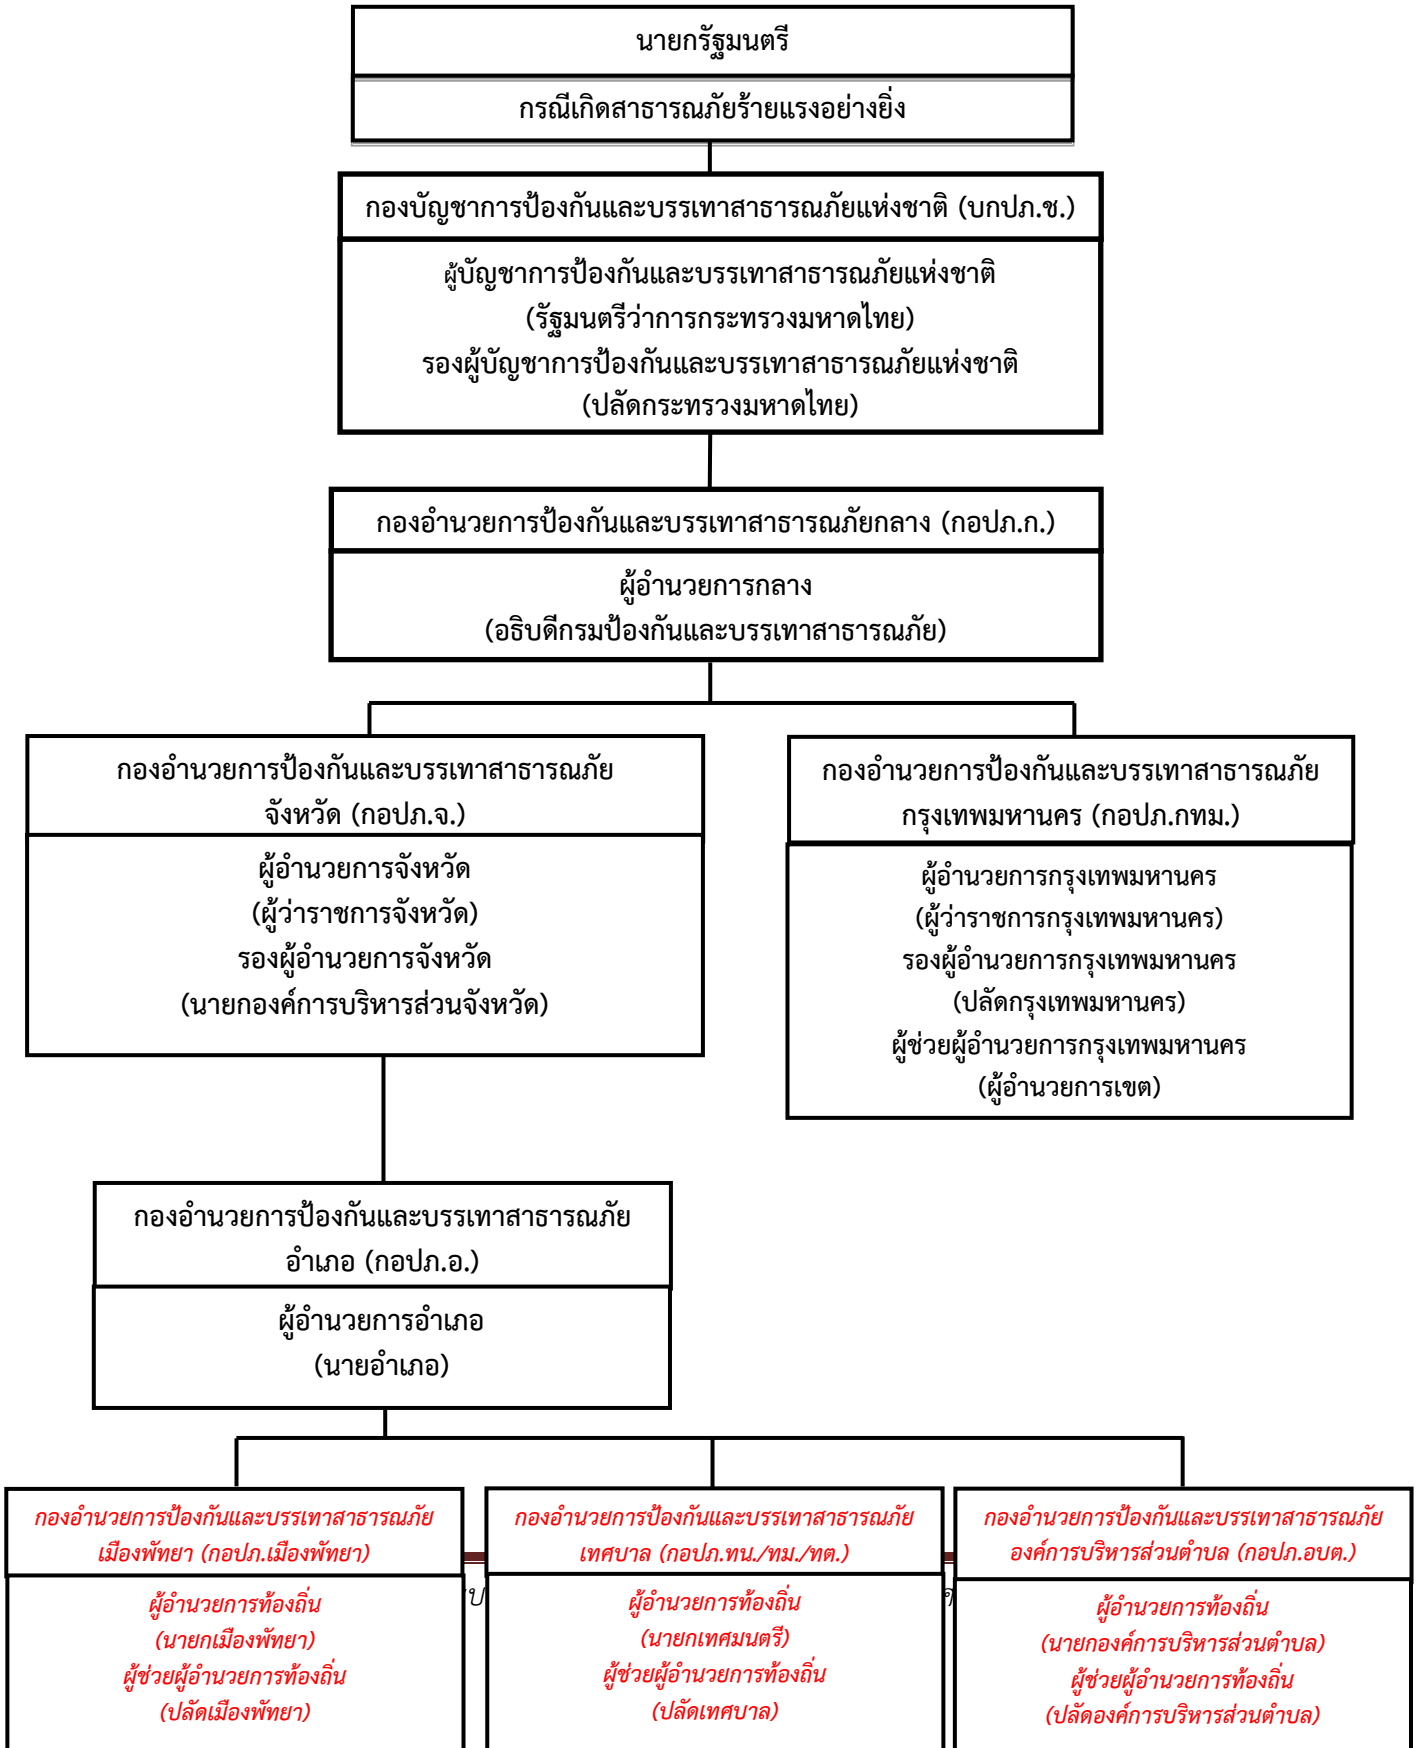 นายกรัฐมนตรี
กรณีเกิดสาธารณภัยร้ายแรงอย่างยิ่ง
กองบัญชาการป้องกันและบรรเทาสาธารณภัยแห่งชาติ (บกปภ.ช.)
ผู้บัญชาการป้องกันและบรรเทาสาธารณภัยแห่งชาติ
(รัฐมนตรีว่าการกระทรวงมหาดไทย)
รองผู้บัญชาการป้องกันและบรรเทาสาธารณภัยแห่งชาติ
(ปลัดกระทรวงมหาดไทย)
กองอำนวยการป้องกันและบรรเทาสาธารณภัยกลาง (กอปภ.ก.)
ผู้อำนวยการกลาง
(อธิบดีกรมป้องกันและบรรเทาสาธารณภัย)
กองอำนวยการป้องกันและบรรเทาสาธารณภัย
จังหวัด (กอปภ.จ.)
ผู้อำนวยการจังหวัด
(ผู้ว่าราชการจังหวัด)
รองผู้อำนวยการจังหวัด
(นายกองค์การบริหารส่วนจังหวัด)
กองอำนวยการป้องกันและบรรเทาสาธารณภัย
กรุงเทพมหานคร (กอปภ.กทม.)
ผู้อำนวยการกรุงเทพมหานคร
(ผู้ว่าราชการกรุงเทพมหานคร)
รองผู้อำนวยการกรุงเทพมหานคร
(ปลัดกรุงเทพมหานคร)
ผู้ช่วยผู้อำนวยการกรุงเทพมหานคร
(ผู้อำนวยการเขต)
กองอำนวยการป้องกันและบรรเทาสาธารณภัย
อำเภอ (กอปภ.อ.)
ผู้อำนวยการอำเภอ
(นายอำเภอ)
กองอำนวยการป้องกันและบรรเทาสาธารณภัย
เมืองพัทยา (กอปภ.เมืองพัทยา)
ผู้อำนวยการท้องถิ่น
(นายกเมืองพัทยา)
ผู้ช่วยผู้อำนวยการท้องถิ่น
(ปลัดเมืองพัทยา)
กองอำนวยการป้องกันและบรรเทาสาธารณภัย
เทศบาล (กอปภ.ทน./ทม./ทต.)
ผู้อำนวยการท้องถิ่น
(นายกเทศมนตรี)
ผู้ช่วยผู้อำนวยการท้องถิ่น
(ปลัดเทศบาล)
กองอำนวยการป้องกันและบรรเทาสาธารณภัย
องค์การบริหารส่วนตำบล (กอปภ.อบต.)
ผู้อำนวยการท้องถิ่น
(นายกองค์การบริหารส่วนตำบล)
ผู้ช่วยผู้อำนวยการท้องถิ่น
(ปลัดองค์การบริหารส่วนตำบล)